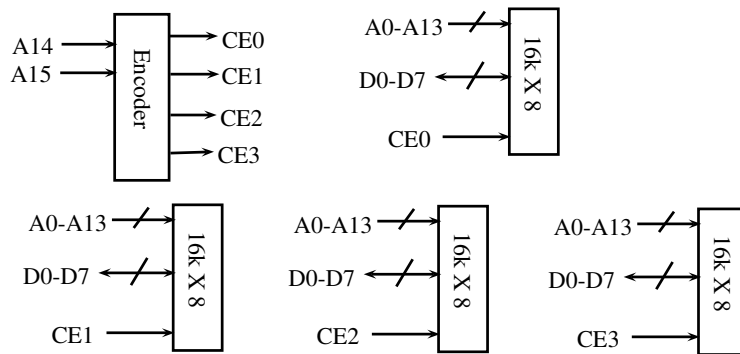 A14
A15
Encoder
CE0
CE1
CE2
CE3
A0-A13
D0-D7
CE0
16k X 8
A0-A13
D0-D7
CE1
16k X 8
A0-A13
D0-D7
CE2
16k X 8
A0-A13
D0-D7
CE3
16k X 8